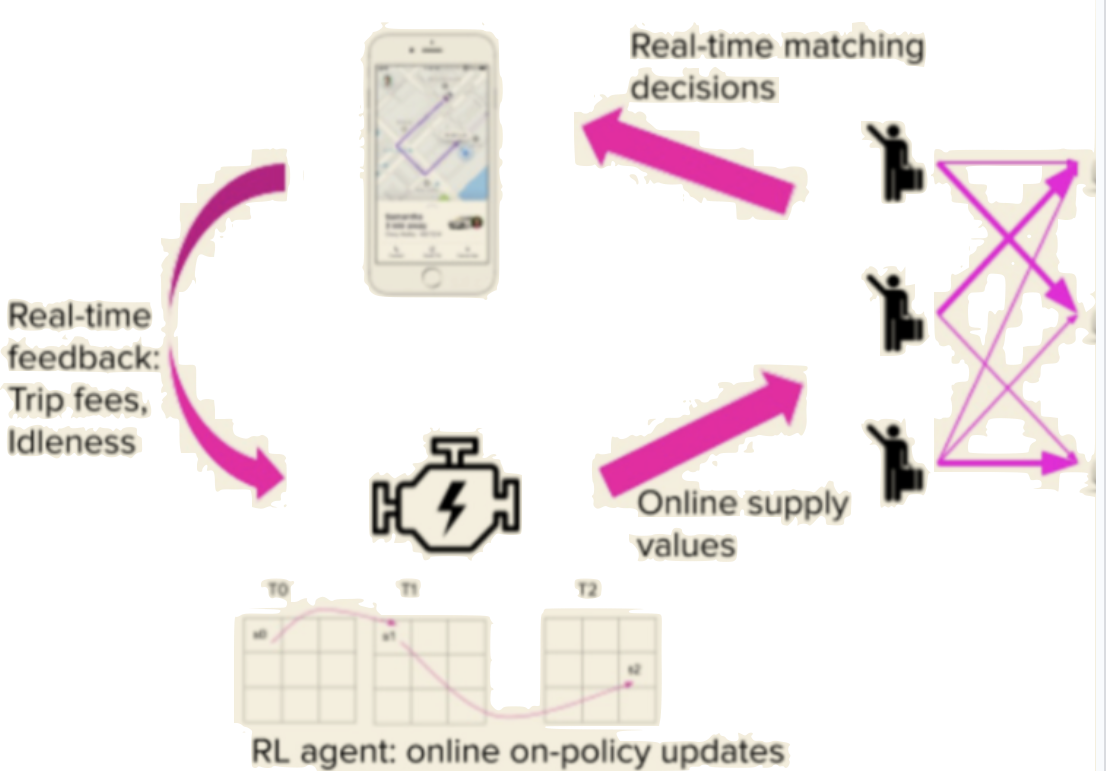 Real-time matching
decisions
Real-time
feedback:
Trip fees,
Idleness
Online supply
values
T0
T1
T2
s0
s1
s2
RL agent: online on-policy updates